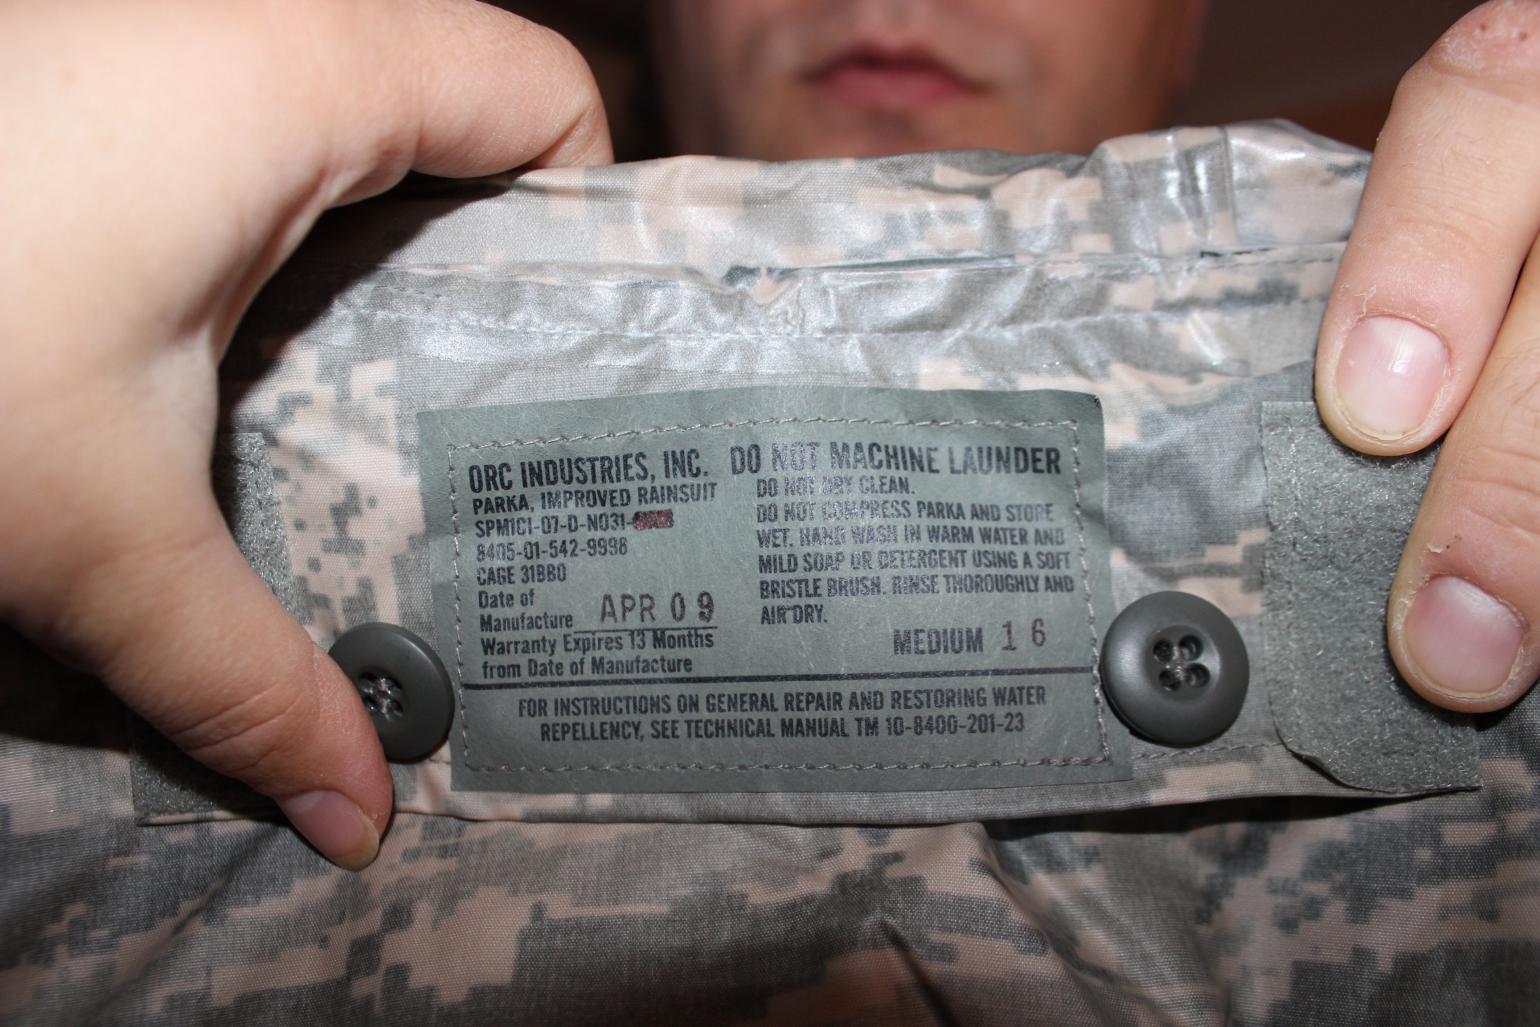 ORC INDUSTRIES, INC.
PARKA, IMPROVED RAINSUIT
SPM1C1-07-D-N031-
8405-01-542-9998
CAGE 31BB0
Date of
Manufacture APR 09
Warranty Expires 13 Months
from Date of Manufacture
DO NOT MACHINE LAUNDER
DO NOT DRY CLEAN.
DO NOT COMPRESS PARKA AND STORE
WET. HAND WASH IN WARM WATER AND
MILD SOAP OR DETERGENT USING A SOFT
BRISTLE BRUSH. RINSE THOROUGHLY AND
AIR DRY.
MEDIUM 16
FOR INSTRUCTIONS ON GENERAL REPAIR AND RESTORING WATER
REPELLENCY, SEE TECHNICAL MANUAL TM 10-8400-201-23